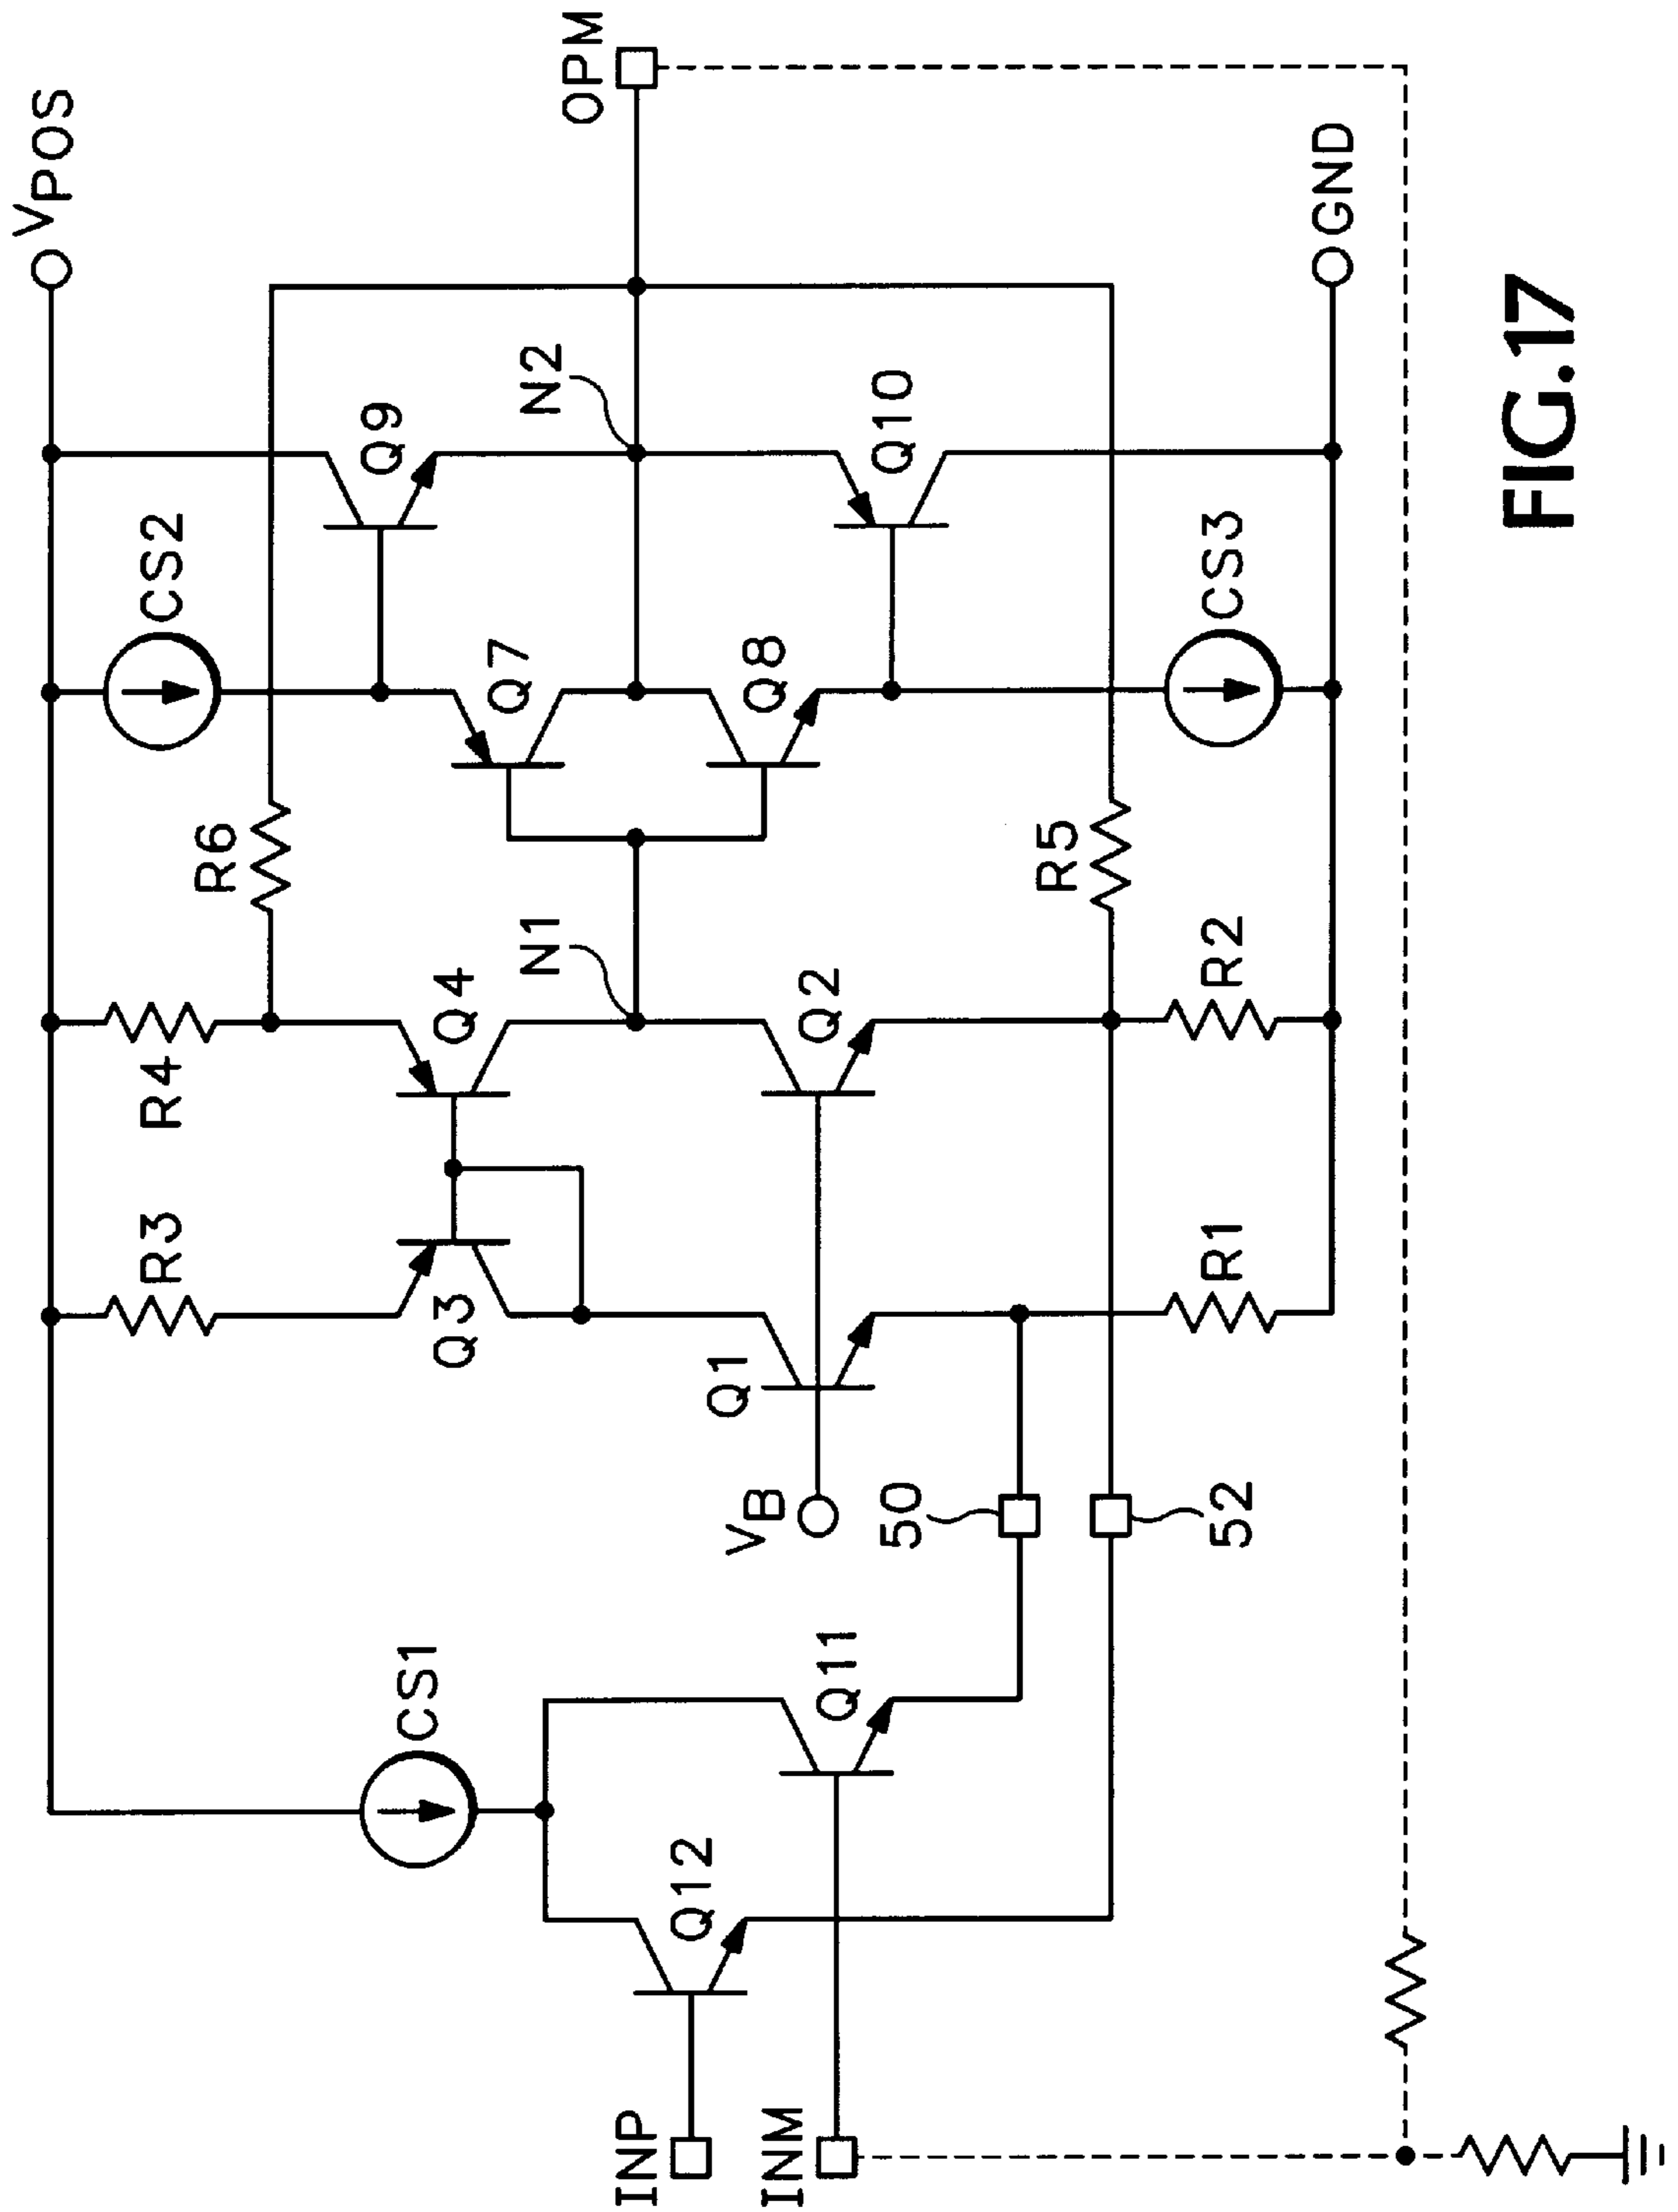 VPOS
CS2
R4
R3
R6
Q9
CS1
Q4
Q3
Q7
N2
N1
OPM
Q12
Q1
Q8
Q2
VB
Q10
INP
Q11
INM
50
R5
52
R2
R1
CS3
GND
FIG.17